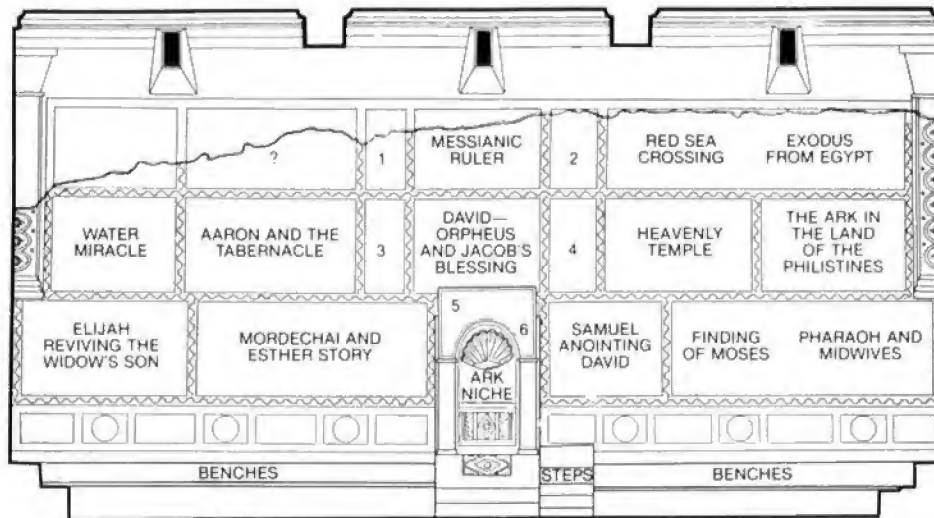 ?
1
MESSIANIC
RULER
2
RED SEA
CROSSING
EXODUS
FROM EGYPT
WATER
MIRACLE
AARON AND THE
TABERNACLE
3
DAVID—
ORPHEUS
AND JACOB'S
BLESSING
4
HEAVENLY
TEMPLE
THE ARK IN
THE LAND
OF THE
PHILISTINES
ELIJAH
REVIVING THE
WIDOW'S SON
MORDECHAI AND
ESTHER STORY
5
6
ARK
NICHE
SAMUEL
ANOINTING
DAVID
FINDING
OF MOSES
PHARAOH AND
MIDWIVES
BENCHES
STEPS
BENCHES